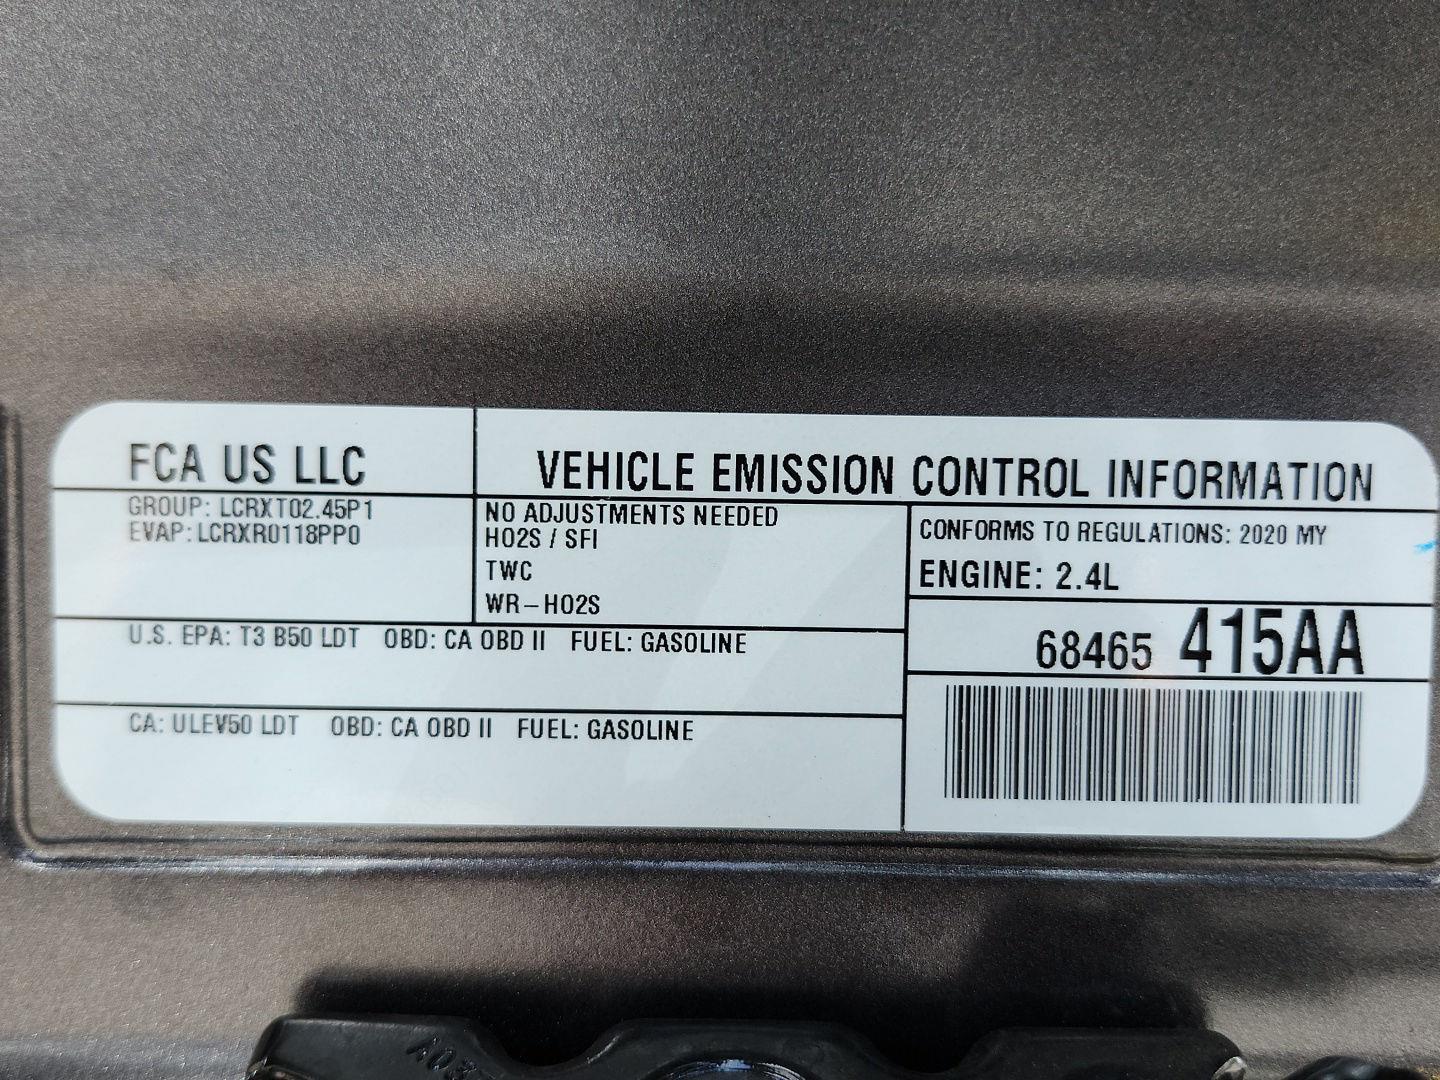 FCA US LLC
VEHICLE EMISSION CONTROL INFORMATION
GROUP: LCRXT02.45P1
EVAP: LCRXR0118PP0
NO ADJUSTMENTS NEEDED
HO2S / SFI
TWC
WR-HO2S
CONFORMS TO REGULATIONS: 2020 MY
ENGINE: 2.4L
68465 415AA
U.S. EPA: T3 B50 LDT OBD: CA OBD II FUEL: GASOLINE
CA: ULEV50 LDT OBD: CA OBD II FUEL: GASOLINE